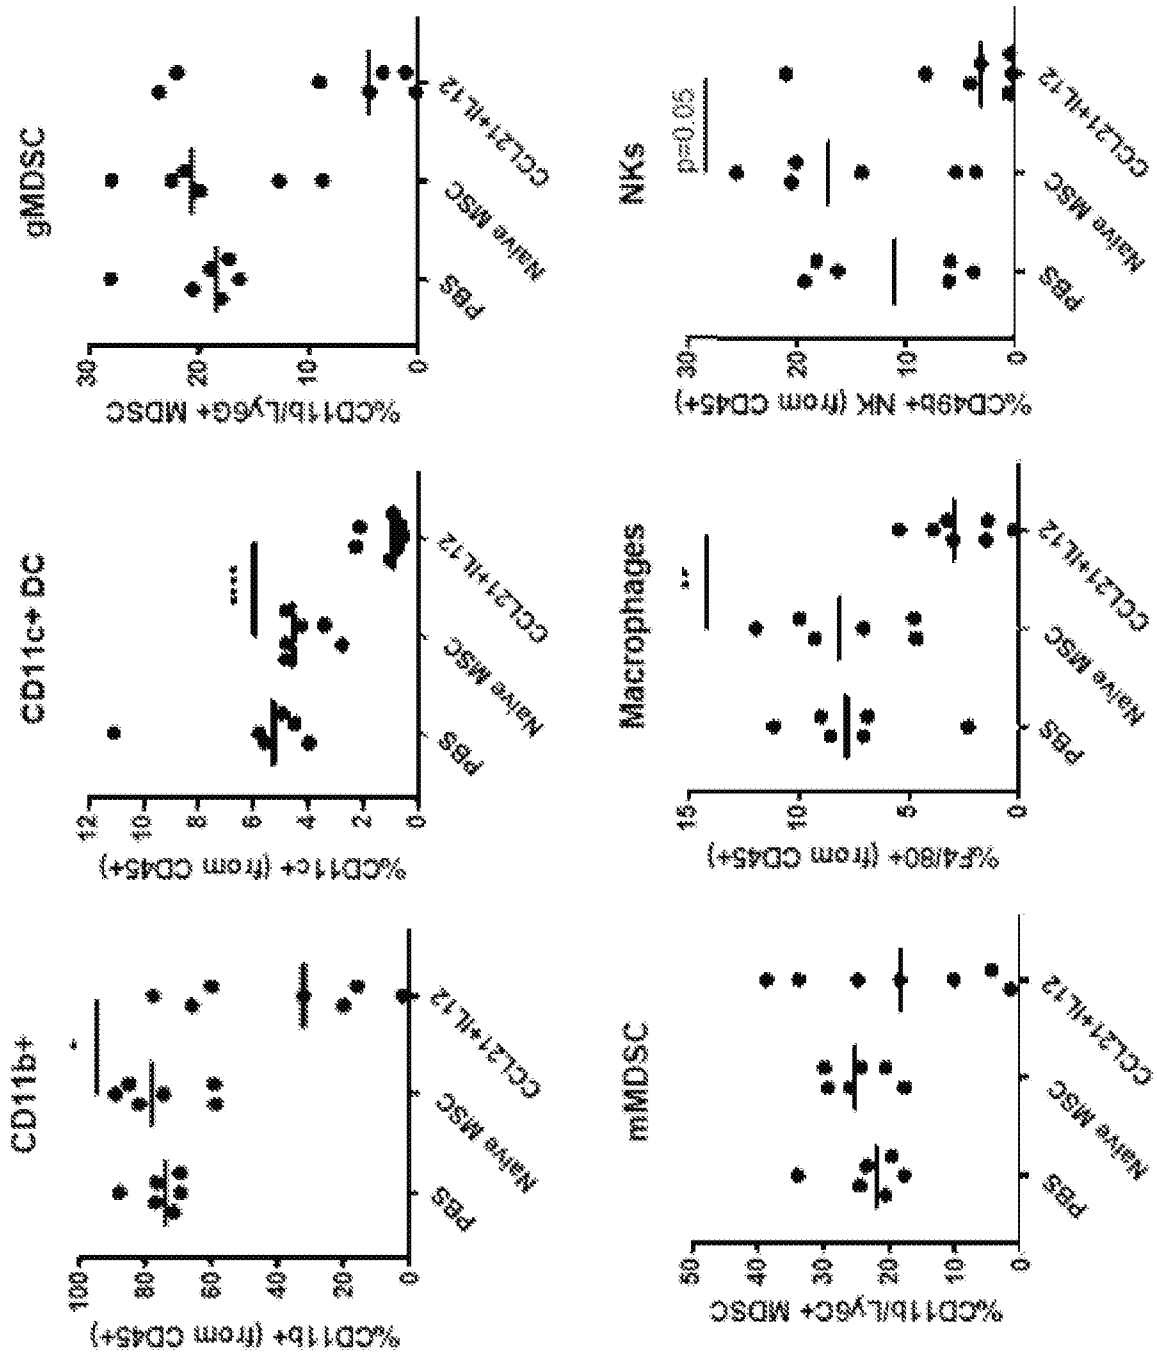 CD11b+
%CD11b+ (from CD45+)
100
80
60
40
20
0
PBS
Naive MSC
CCL21+IL12
*
CD11c+ DC
%CD11c+ (from CD45+)
12
10
8
6
4
2
0
PBS
Naive MSC
CCL21+IL12
****
gMDSC
%CD11b/Ly6G+ MDSC
30
20
10
0
PBS
Naive MSC
CCL21+IL12
mMDSC
%CD11b/Ly6C+ MDSC
50
40
30
20
10
0
PBS
Naive MSC
CCL21+IL12
Macrophages
%F4/80+ (from CD45+)
15
10
5
0
PBS
Naive MSC
CCL21+IL12
**
NKs
%CD49b+ NK (from CD45+)
30
20
10
0
PBS
Naive MSC
CCL21+IL12
p=0.05